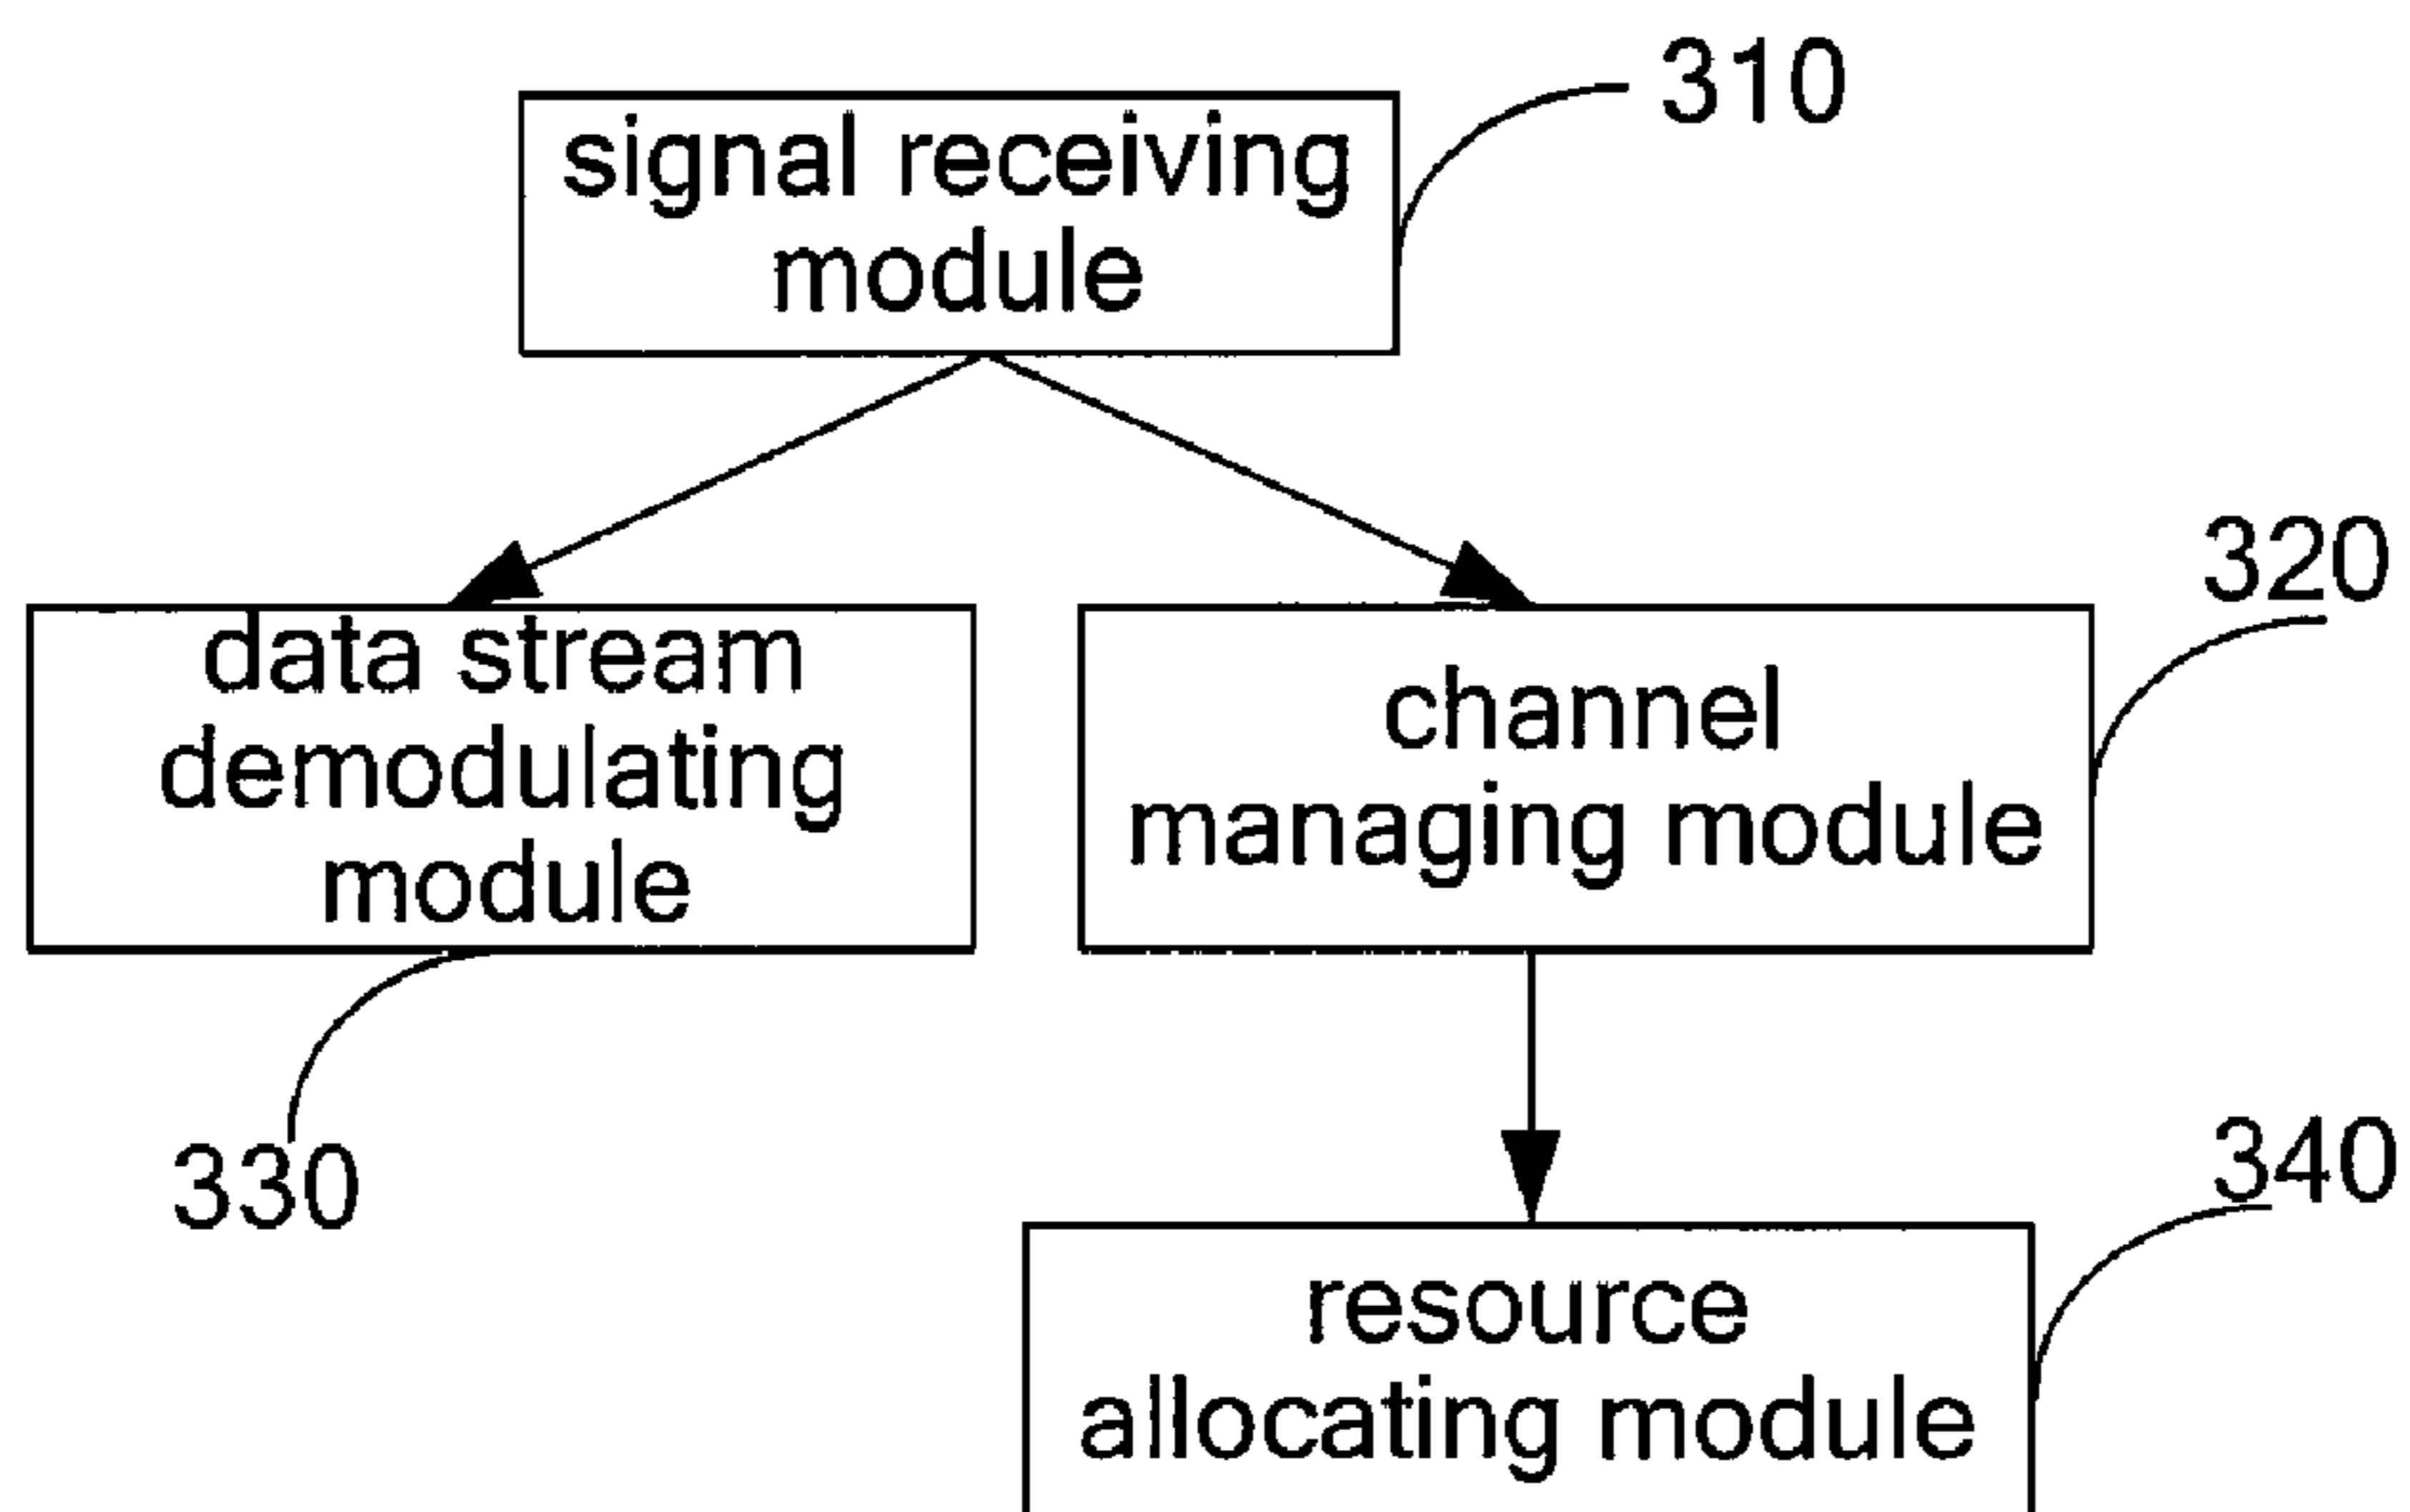 310
signal receiving
module
320
data stream
demodulating
module
channel
managing module
330
340
resource
allocating module